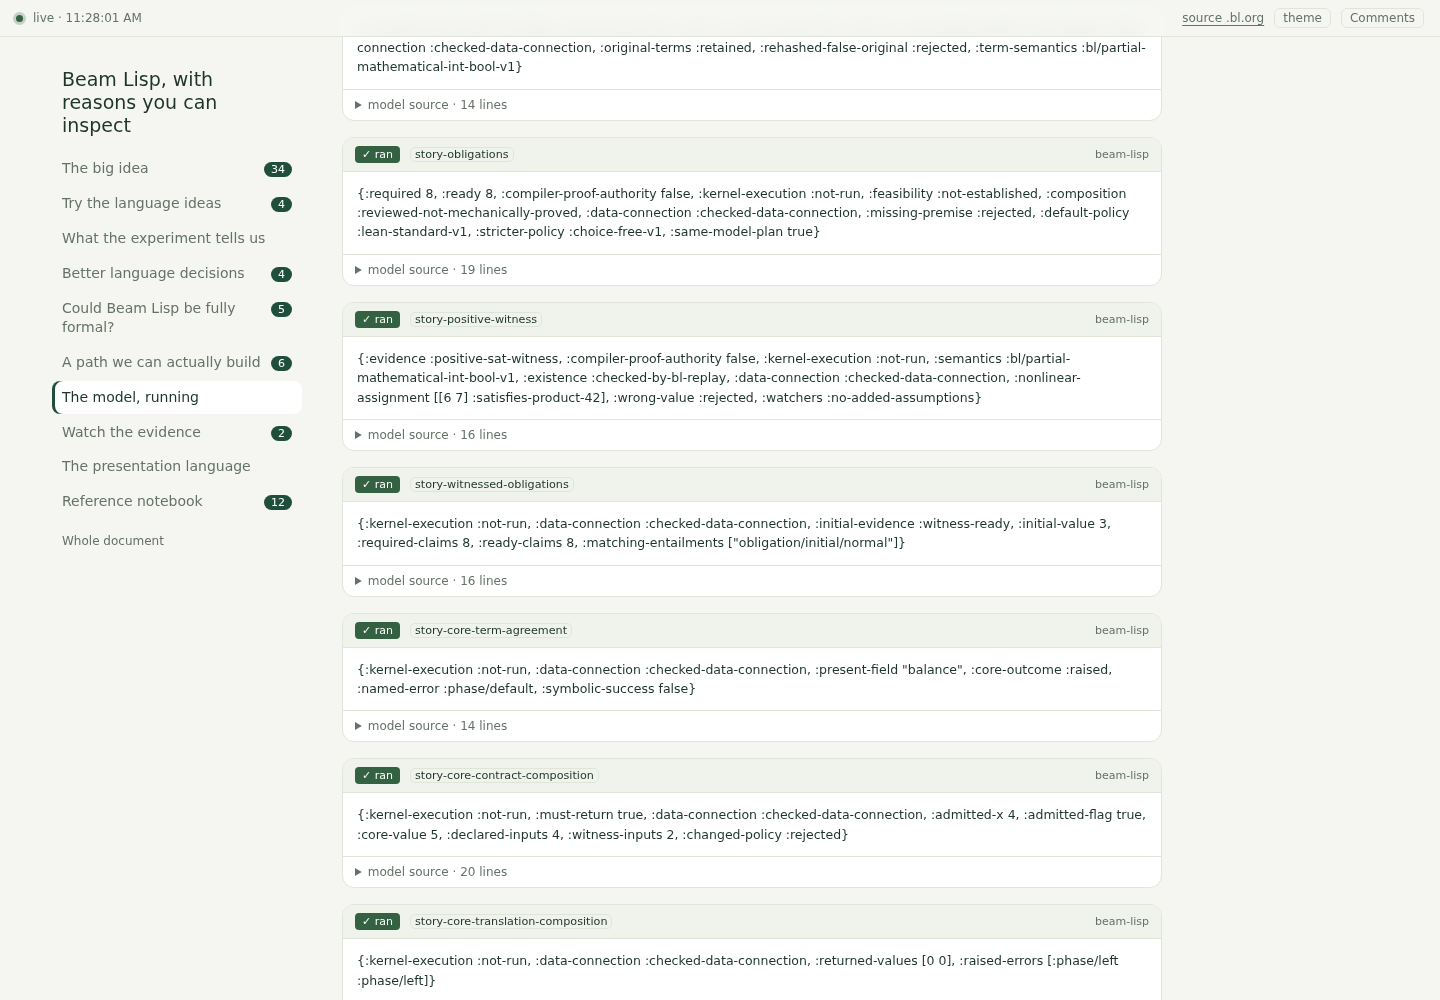 live · 11:28:01 AM
source .bl.org
theme
Comments
Beam Lisp, with
reasons you can
inspect
The big idea 34
Try the language ideas 4
What the experiment tells us
Better language decisions 4
Could Beam Lisp be fully 5
formal?
A path we can actually build 6
The model, running
Watch the evidence 2
The presentation language
Reference notebook 12
Whole document
connection :checked-data-connection, :original-terms :retained, :rehashed-false-original :rejected, :term-semantics :bl/partial-
mathematical-int-bool-v1}
▶ model source · 14 lines
✓ ran story-obligations beam-lisp
{:required 8, :ready 8, :compiler-proof-authority false, :kernel-execution :not-run, :feasibility :not-established, :composition
:reviewed-not-mechanically-proved, :data-connection :checked-data-connection, :missing-premise :rejected, :default-policy
:lean-standard-v1, :stricter-policy :choice-free-v1, :same-model-plan true}
▶ model source · 19 lines
✓ ran story-positive-witness beam-lisp
{:evidence :positive-sat-witness, :compiler-proof-authority false, :kernel-execution :not-run, :semantics :bl/partial-
mathematical-int-bool-v1, :existence :checked-by-bl-replay, :data-connection :checked-data-connection, :nonlinear-
assignment [[6 7] :satisfies-product-42], :wrong-value :rejected, :watchers :no-added-assumptions}
▶ model source · 16 lines
✓ ran story-witnessed-obligations beam-lisp
{:kernel-execution :not-run, :data-connection :checked-data-connection, :initial-evidence :witness-ready, :initial-value 3,
:required-claims 8, :ready-claims 8, :matching-entailments ["obligation/initial/normal"]}
▶ model source · 16 lines
✓ ran story-core-term-agreement beam-lisp
{:kernel-execution :not-run, :data-connection :checked-data-connection, :present-field "balance", :core-outcome :raised,
:named-error :phase/default, :symbolic-success false}
▶ model source · 14 lines
✓ ran story-core-contract-composition beam-lisp
{:kernel-execution :not-run, :must-return true, :data-connection :checked-data-connection, :admitted-x 4, :admitted-flag true,
:core-value 5, :declared-inputs 4, :witness-inputs 2, :changed-policy :rejected}
▶ model source · 20 lines
✓ ran story-core-translation-composition beam-lisp
{:kernel-execution :not-run, :data-connection :checked-data-connection, :returned-values [0 0], :raised-errors [:phase/left
:phase/left]}